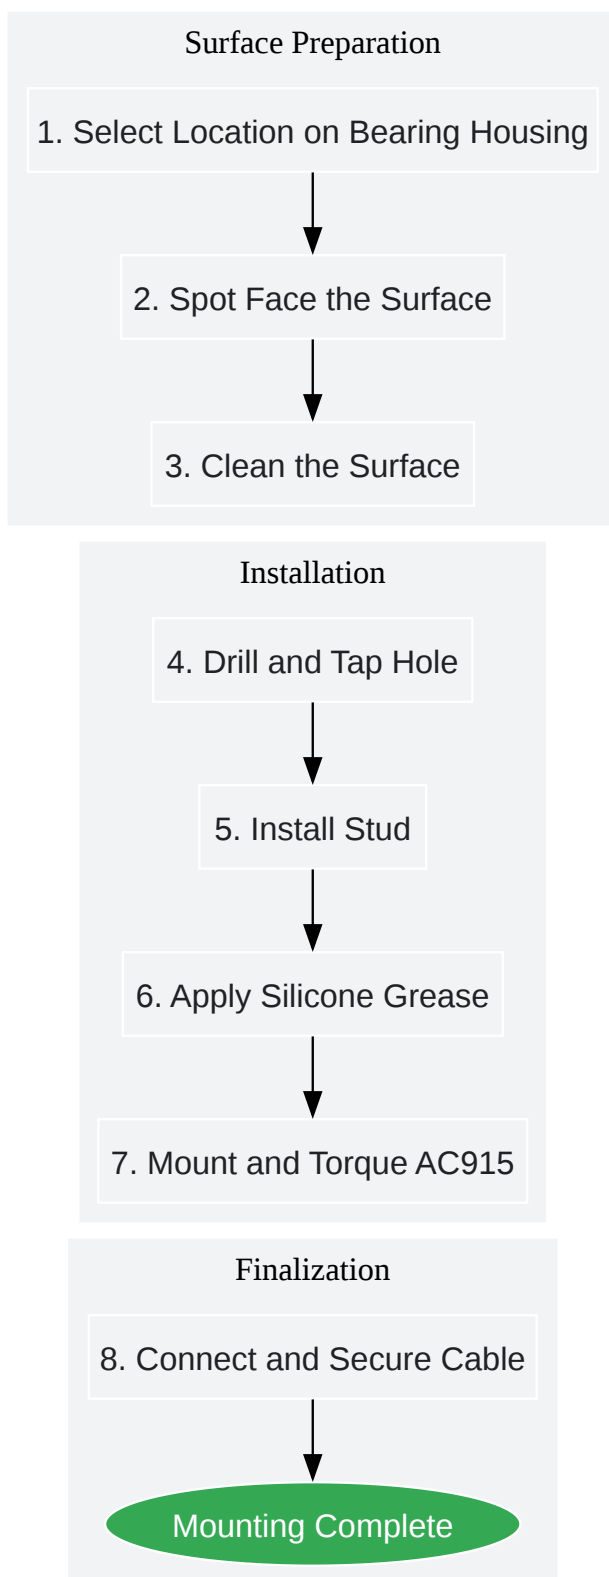 Surface Preparation
1. Select Location on Bearing Housing
2. Spot Face the Surface
3. Clean the Surface
Installation
4. Drill and Tap Hole
5. Install Stud
6. Apply Silicone Grease
7. Mount and Torque AC915
Finalization
8. Connect and Secure Cable
Mounting Complete